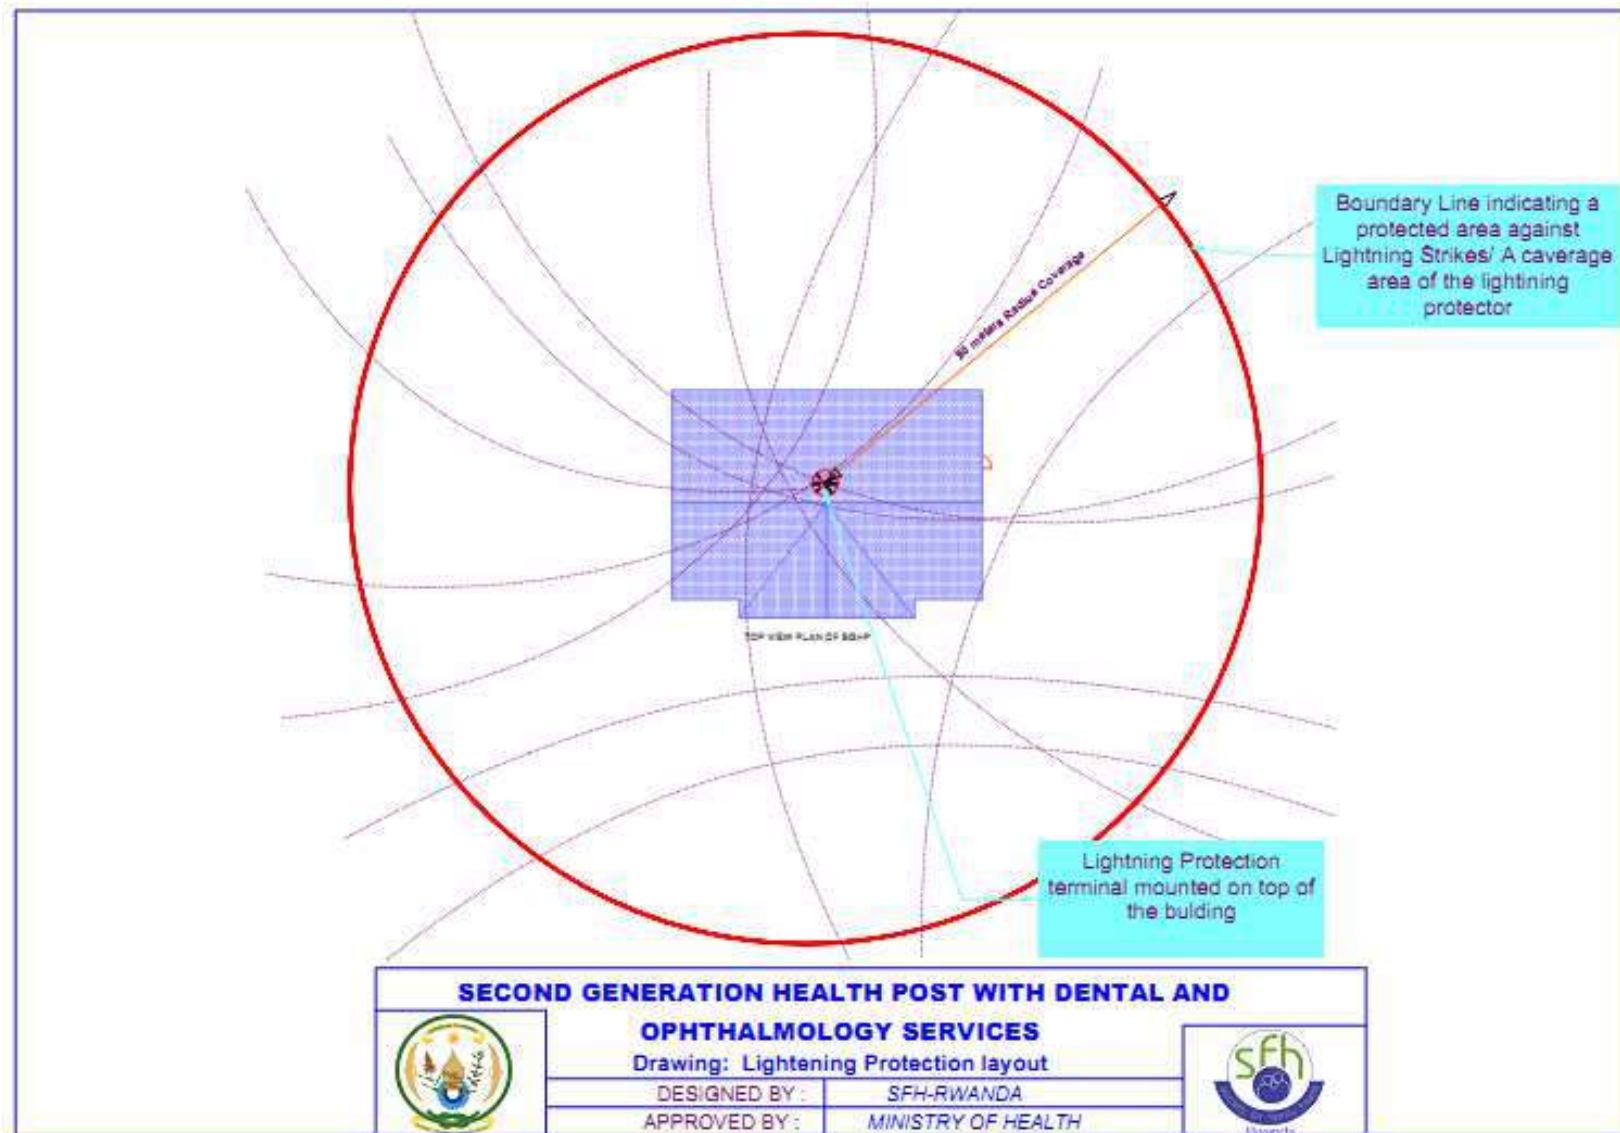 Boundary Line indicating a
protected area against
Lightning Strikes/ A caverage
area of the lightining
protector
meters Radius Coverage
TOP VIEW PLAN OF
Lightning Protection
terminal mounted on top of
the bulding
SECOND GENERATION HEALTH POST WITH DENTAL AND
OPHTHALMOLOGY SERVICES
Drawing: Lightening Protection layout
DESIGNED BY :
SFH-RWANDA
APPROVED BY :
MINISTRY OF HEALTH
sfh
Rwanda